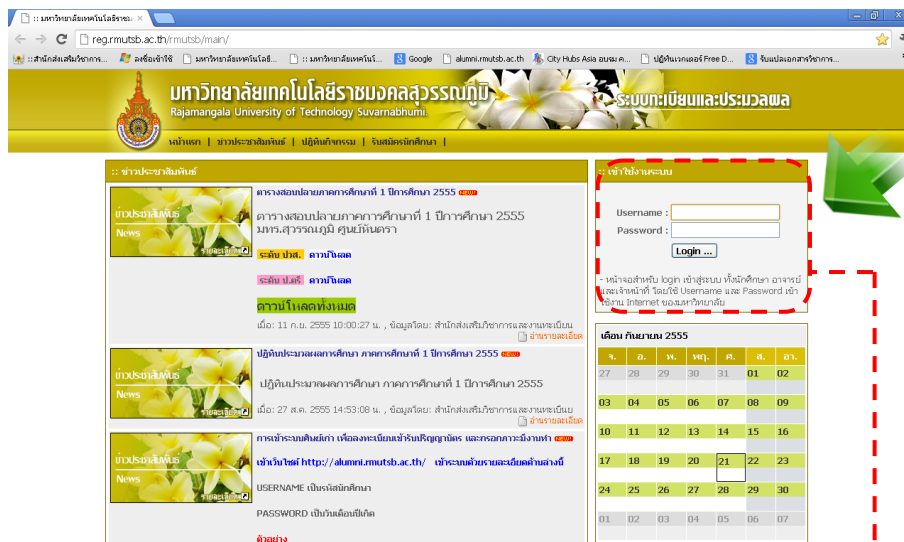 :: มหาวิทยาลัยเทคโนโลยีราชม
reg.rmutsb.ac.th/rmutsb/main/
::สำนักส่งเสริมวิชาการ...
ลงชื่อเข้าใช้
มหาวิทยาลัยเทคโนโลยี...
:: มหาวิทยาลัยเทคโนโ...
Google
alumni.rmutsb.ac.th
City Hubs Asia อบรม ค...
ปฏิทินเวกเตอร์ Free D...
รับแปลเอกสารวิชาการ...
มหาวิทยาลัยเทคโนโลยีราชมงคลสุวรรณภูมิ
Rajamangala University of Technology Suvarnabhumi.
ระบบทะเบียนและประมวลผล
หน้าแรก | ข่าวประชาสัมพันธ์ | ปฏิทินกิจกรรม | รับสมัครนักศึกษา |
:: ข่าวประชาสัมพันธ์
ข่าวประชาสัมพันธ์
News
รายละเอียด
ตารางสอบปลายภาคการศึกษาที่ 1 ปีการศึกษา 2555 NEW
ตารางสอบปลายภาคการศึกษาที่ 1 ปีการศึกษา 2555
มทร.สุวรรณภูมิ ศูนย์หันตรา
ระดับ ปวส. ดาวน์โหลด
ระดับ ป.ตรี ดาวน์โหลด
ดาวน์โหลดทั้งหมด
เมื่อ: 11 ก.ย. 2555 10:00:27 น. , ข้อมูลโดย: สำนักส่งเสริมวิชาการและงานทะเบียน
อ่านรายละเอียด
ข่าวประชาสัมพันธ์
News
รายละเอียด
ปฏิทินประมวลผลการศึกษา ภาคการศึกษาที่ 1 ปีการศึกษา 2555 NEW
ปฏิทินประมวลผลการศึกษา ภาคการศึกษาที่ 1 ปีการศึกษา 2555
เมื่อ: 27 ส.ค. 2555 14:53:08 น. , ข้อมูลโดย: สำนักส่งเสริมวิชาการและงานทะเบียน
อ่านรายละเอียด
ข่าวประชาสัมพันธ์
News
รายละเอียด
การเข้าระบบศิษย์เก่า เพื่อลงทะเบียนเข้ารับปริญญาบัตร และกรอกภาวะมีงานทำ NEW
เข้าเว็บไซต์ http://alumni.rmutsb.ac.th/ เข้าระบบด้วยรายละเอียดด้านล่างนี้
USERNAME เป็นรหัสนักศึกษา
PASSWORD เป็นวันเดือนปีเกิด
ตัวอย่าง
:: เข้าใช้งานระบบ
Username :
Password :
Login ...
- หน้าจอสำหรับ login เข้าสู่ระบบ ทั้งนักศึกษา อาจารย์
และเจ้าหน้าที่ โดยใช้ Username และ Password เข้า
ใช้งาน Internet ของมหาวิทยาลัย
เดือน กันยายน 2555
จ. อ. พ. พฤ. ศ. ส. อา.
27 28 29 30 31 01 02
03 04 05 06 07 08 09
10 11 12 13 14 15 16
17 18 19 20 21 22 23
24 25 26 27 28 29 30
01 02 03 04 05 06 07